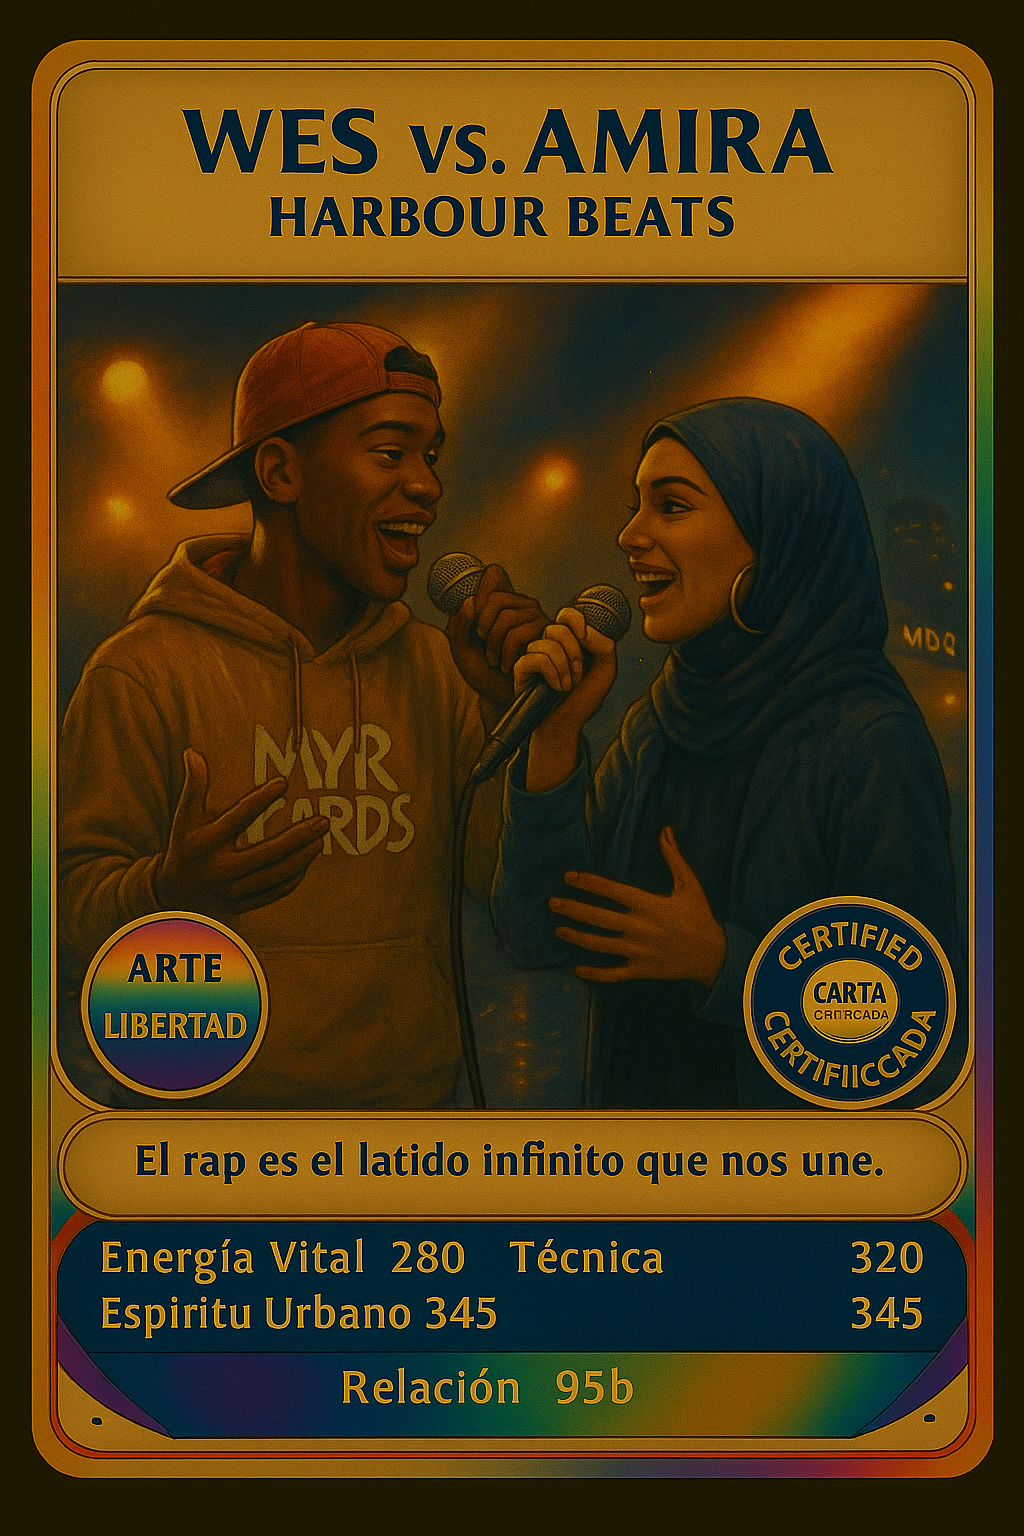 WES VS. AMIRA
HARBOUR BEATS
MDQ
MYR
CARDS
ARTE
LIBERTAD
CERTIFIED
CARTA
CERTIFIICCADA
El rap es el latido infinito que nos une.
Energía Vital 280 Técnica 320
Espiritu Urbano 345 345
Relación 95b